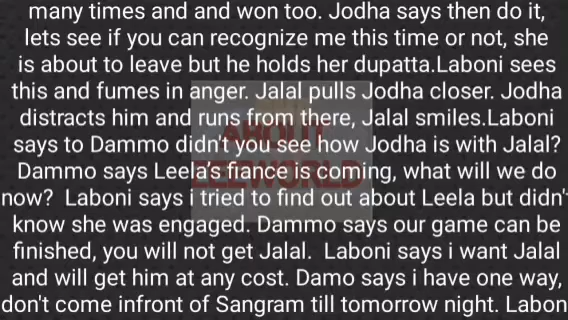 many times and and won too. Jodha says then do it,
lets see if you can recognize me this time or not, she
is about to leave but he holds her dupatta.Laboni sees
this and fumes in anger. Jalal pulls Jodha closer. Jodha
distracts him and runs from there, Jalal smiles.Laboni
says to Dammo didn't you see how Jodha is with Jalal?
Dammo says Leela's fiance is coming, what will we do
now? Laboni says i tried to find out about Leela but didn't
know she was engaged. Dammo says our game can be
finished, you will not get Jalal. Laboni says i want Jalal
and will get him at any cost. Damo says i have one way,
don't come infront of Sangram till tomorrow night. Labon
ABOUT
TELEWORLD